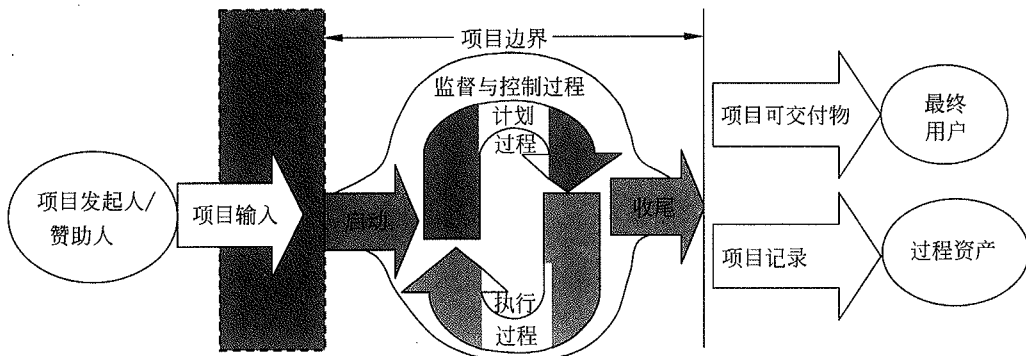 项目边界
监督与控制过程
计划
过程
项目发起人/
赞助人
项目输入
启动
执行
过程
收尾
项目可交付物
最终
用户
项目记录
过程资产